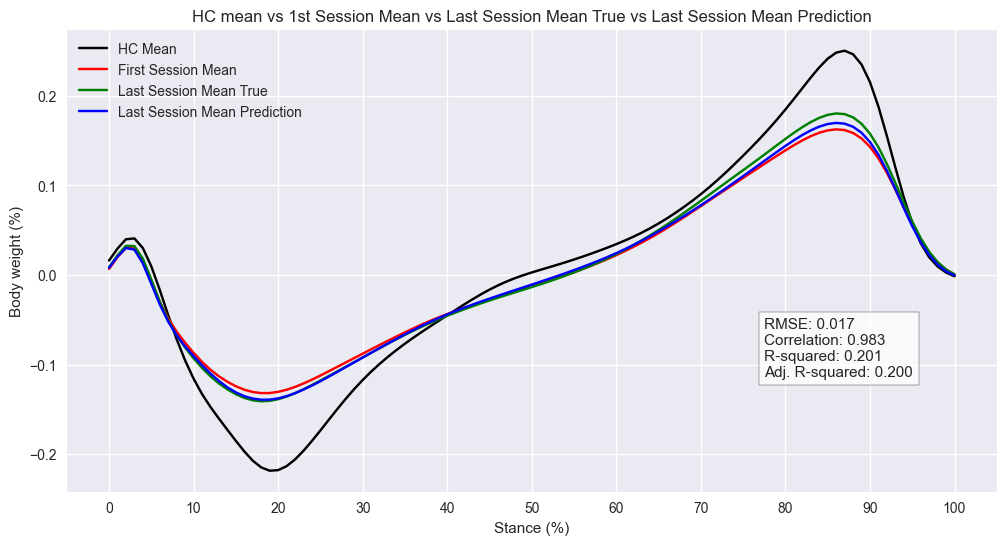 HC mean vs 1st Session Mean vs Last Session Mean True vs Last Session Mean Prediction
HC Mean
First Session Mean
Last Session Mean True
Last Session Mean Prediction
Body weight (%)
0.2
0.1
0.0
−0.1
−0.2
RMSE: 0.017
Correlation: 0.983
R-squared: 0.201
Adj. R-squared: 0.200
0 10 20 30 40 50 60 70 80 90 100
Stance (%)